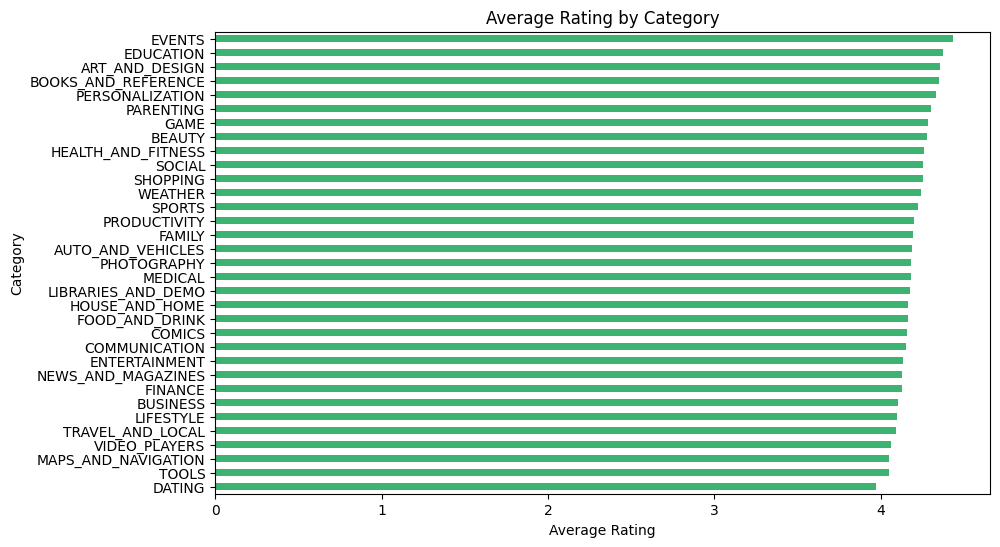 Average Rating by Category
EVENTS
EDUCATION
ART_AND_DESIGN
BOOKS_AND_REFERENCE
PERSONALIZATION
PARENTING
GAME
BEAUTY
HEALTH_AND_FITNESS
SOCIAL
SHOPPING
WEATHER
SPORTS
PRODUCTIVITY
FAMILY
AUTO_AND_VEHICLES
PHOTOGRAPHY
MEDICAL
LIBRARIES_AND_DEMO
HOUSE_AND_HOME
FOOD_AND_DRINK
COMICS
COMMUNICATION
ENTERTAINMENT
NEWS_AND_MAGAZINES
FINANCE
BUSINESS
LIFESTYLE
TRAVEL_AND_LOCAL
VIDEO_PLAYERS
MAPS_AND_NAVIGATION
TOOLS
DATING
Category
0 1 2 3 4
Average Rating